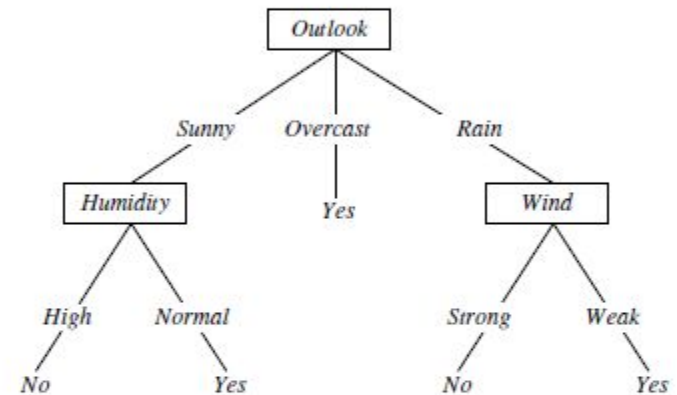 Outlook
Sunny Overcast Rain
Humidity Yes Wind
High Normal Strong Weak
No Yes No Yes